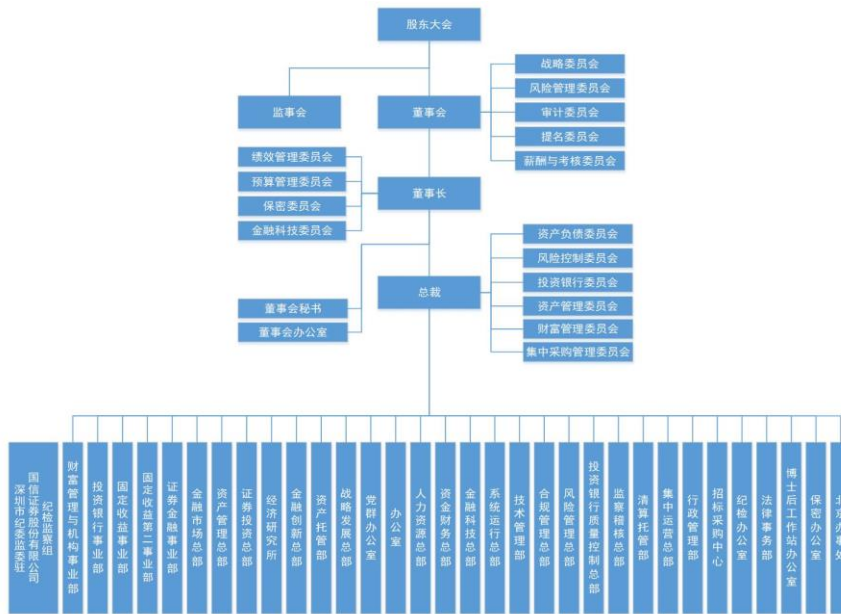 股东大会
监事会
董事会
战略委员会
风险管理委员会
审计委员会
提名委员会
薪酬与考核委员会
绩效管理委员会
预算管理委员会
保密委员会
金融科技委员会
董事长
董事会秘书
董事会办公室
总裁
资产负债委员会
风险控制委员会
投资银行委员会
资产管理委员会
财富管理委员会
集中采购管理委员会
深圳市纪委监委驻
国信证券股份有限公司
纪检监察组
财富管理与机构事业部
投资银行事业部
固定收益事业部
固定收益第二事业部
证券金融事业部
金融市场总部
资产管理总部
证券投资总部
经济研究所
金融创新总部
资产托管部
战略发展总部
党群办公室
办公室
人力资源总部
资金财务总部
金融科技总部
系统运行总部
技术管理部
合规管理总部
风险管理总部
投资银行质量控制总部
监察稽核总部
清算托管部
集中运营总部
行政管理部
招标采购中心
纪检办公室
法律事务部
博士后工作站办公室
保密办公室
北京办事处